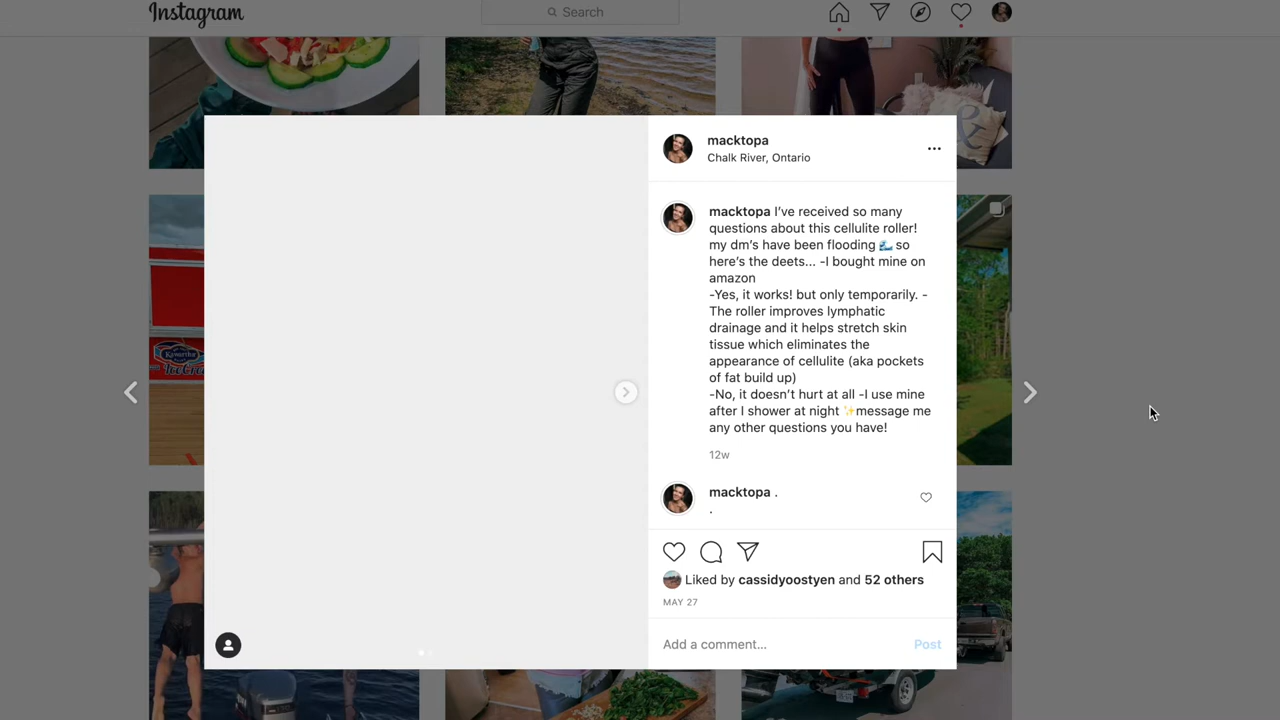 Instagram
Search
macktopa
Chalk River, Ontario
macktopa I've received so many
questions about this cellulite roller!
my dm's have been flooding 🌊 so
here's the deets... -I bought mine on
amazon
-Yes, it works! but only temporarily. -
The roller improves lymphatic
drainage and it helps stretch skin
tissue which eliminates the
appearance of cellulite (aka pockets
of fat build up)
-No, it doesn't hurt at all -I use mine
after I shower at night ✨message me
any other questions you have!
12w
macktopa .
.
Liked by cassidyoostyen and 52 others
MAY 27
Add a comment... Post
Kawartha
Ice Cream
&